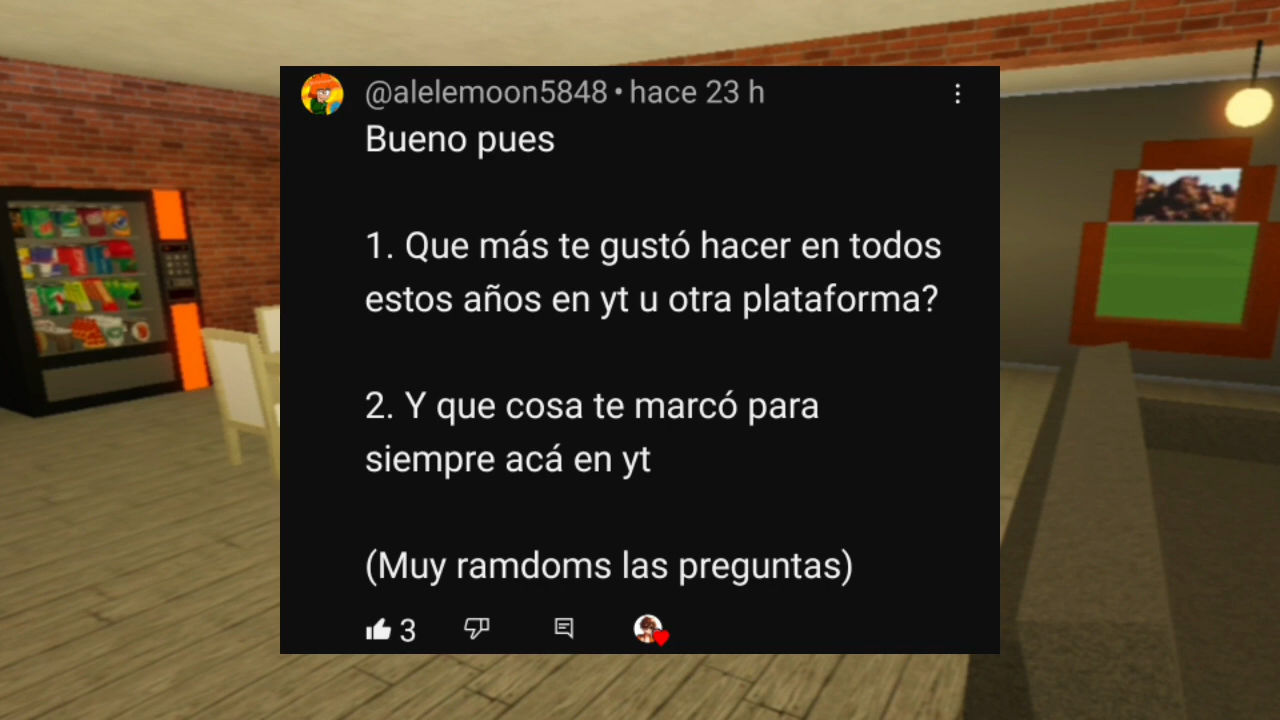 @alelemoon5848 • hace 23 h
Bueno pues
1. Que más te gustó hacer en todos
estos años en yt u otra plataforma?
2. Y que cosa te marcó para
siempre acá en yt
(Muy ramdoms las preguntas)
3